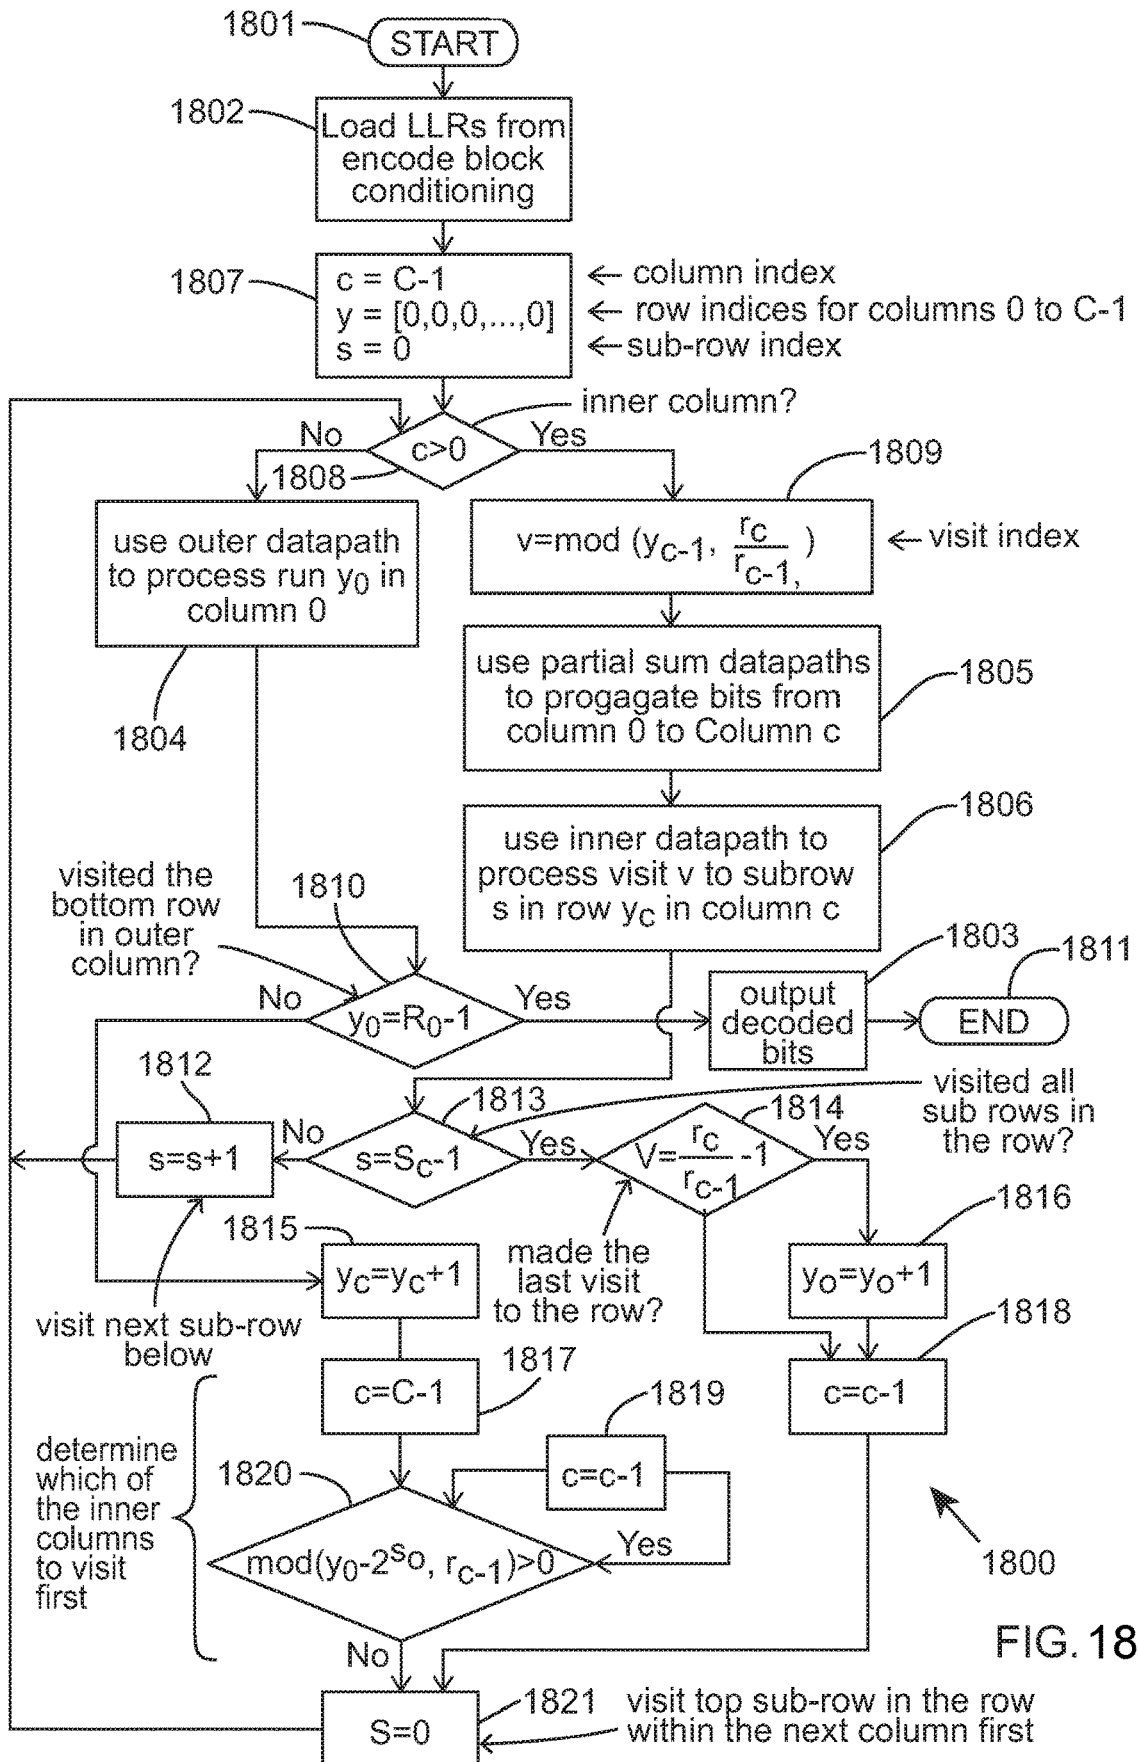 1801
START
1802
Load LLRs from
encode block
conditioning
1807
c = C-1
y = [0,0,0,...,0]
s = 0
← column index
← row indices for columns 0 to C-1
← sub-row index
inner column?
No
c>0
Yes
1808
1809
use outer datapath
to process run y0 in
column 0
1804
v=mod (yc-1, rc/rc-1, )
← visit index
use partial sum datapaths
to progagate bits from
column 0 to Column c
1805
use inner datapath to
process visit v to subrow
s in row yc in column c
1806
visited the
bottom row
in outer
column?
1810
No
y0=R0-1
Yes
1803
output
decoded
bits
1811
END
1812
s=s+1
No
1813
s=Sc-1
Yes
visited all
sub rows in
the row?
1814
V=rc/rc-1 -1
Yes
1815
yc=yc+1
made the
last visit
to the row?
1816
yo=yo+1
visit next sub-row
below
1817
c=C-1
1818
c=c-1
determine
which of
the inner
columns
to visit
first
1819
c=c-1
1820
mod(y0-2so, rc-1)>0
Yes
No
1800
FIG. 18
1821
S=0
visit top sub-row in the row
within the next column first